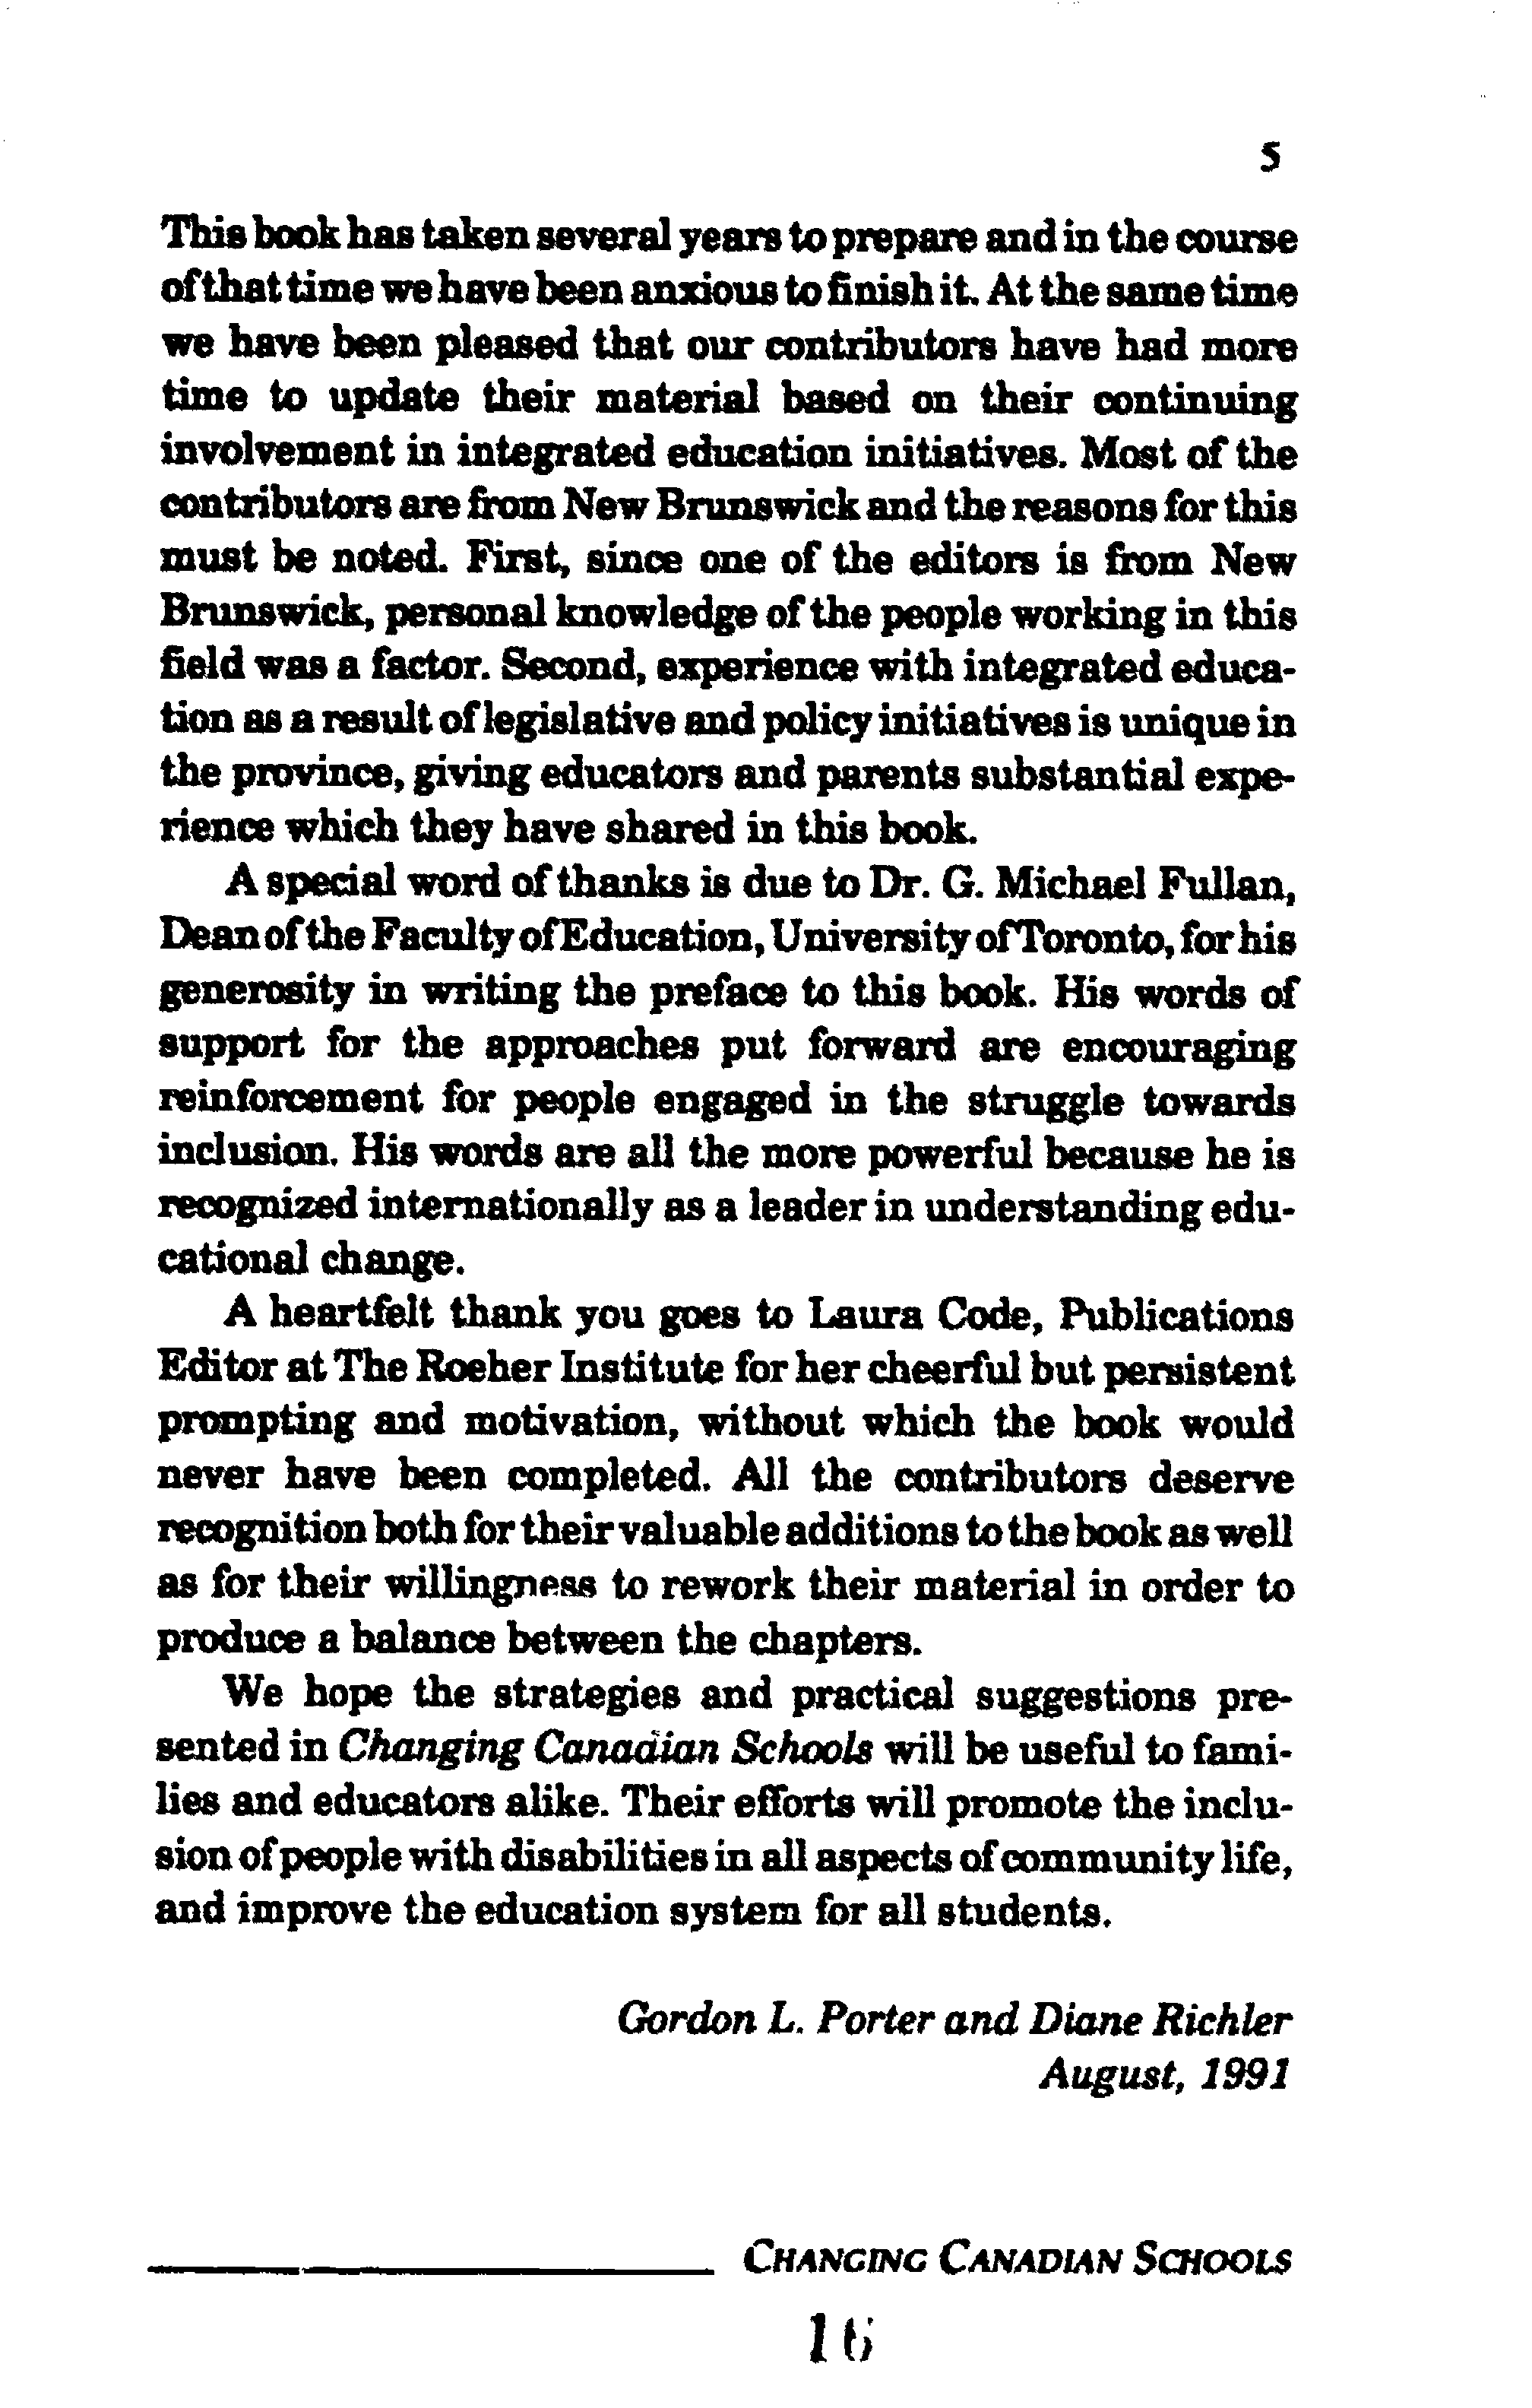 5
This book has taken several years to prepare and in the course
of that time we have been anxious to finish it. At the same time
we have been pleased that our contributors have had more
time to update their material based on their continuing
involvement in integrated education initiatives. Most of the
contributors are from New Brunswick and the reasons for this
must be noted. First, since one of the editors is from New
Brunswick, personal knowledge of the people working in this
field was a factor. Second, experience with integrated educa-
tion as a result of legislative and policy initiatives is unique in
the province, giving educators and parents substantial expe-
rience which they have shared in this book.
A special word of thanks is due to Dr. G. Michael Fullan,
Dean of the Faculty of Education, University of Toronto, for his
generosity in writing the preface to this book. His words of
support for the approaches put forward are encouraging
reinforcement for people engaged in the struggle towards
inclusion. His words are all the more powerful because he is
recognized internationally as a leader in understanding edu-
cational change.
A heartfelt thank you goes to Laura Code, Publications
Editor at The Roeher Institute for her cheerful but persistent
prompting and motivation, without which the book would
never have been completed. All the contributors deserve
recognition both for their valuable additions to the book as well
as for their willingness to rework their material in order to
produce a balance between the chapters.
We hope the strategies and practical suggestions pre-
sented in Changing Canadian Schools will be useful to fami-
lies and educators alike. Their efforts will promote the inclu-
sion of people with disabilities in all aspects of community life,
and improve the education system for all students.
Gordon L. Porter and Diane Richler
August, 1991
CHANGING CANADIAN SCHOOLS
16